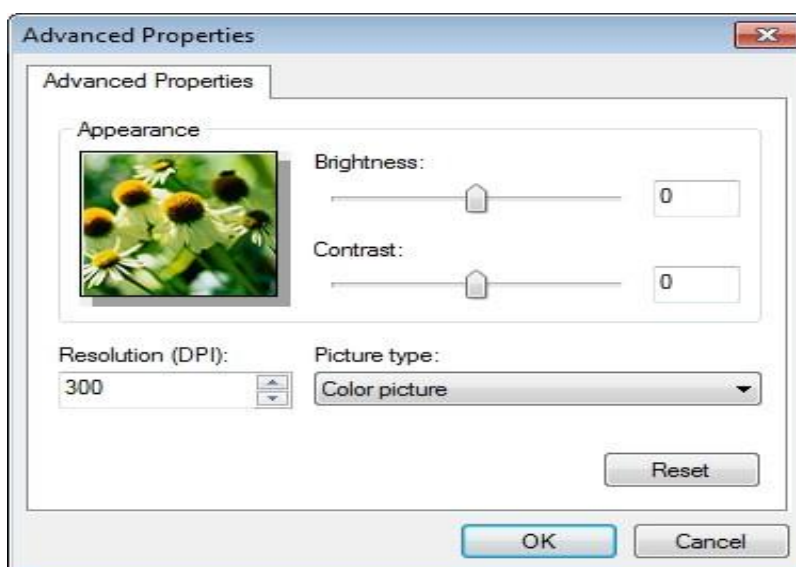 Advanced Properties
Advanced Properties
Appearance
Brightness:
0
Contrast:
0
Resolution (DPI):
300
Picture type:
Color picture
Reset
OK
Cancel